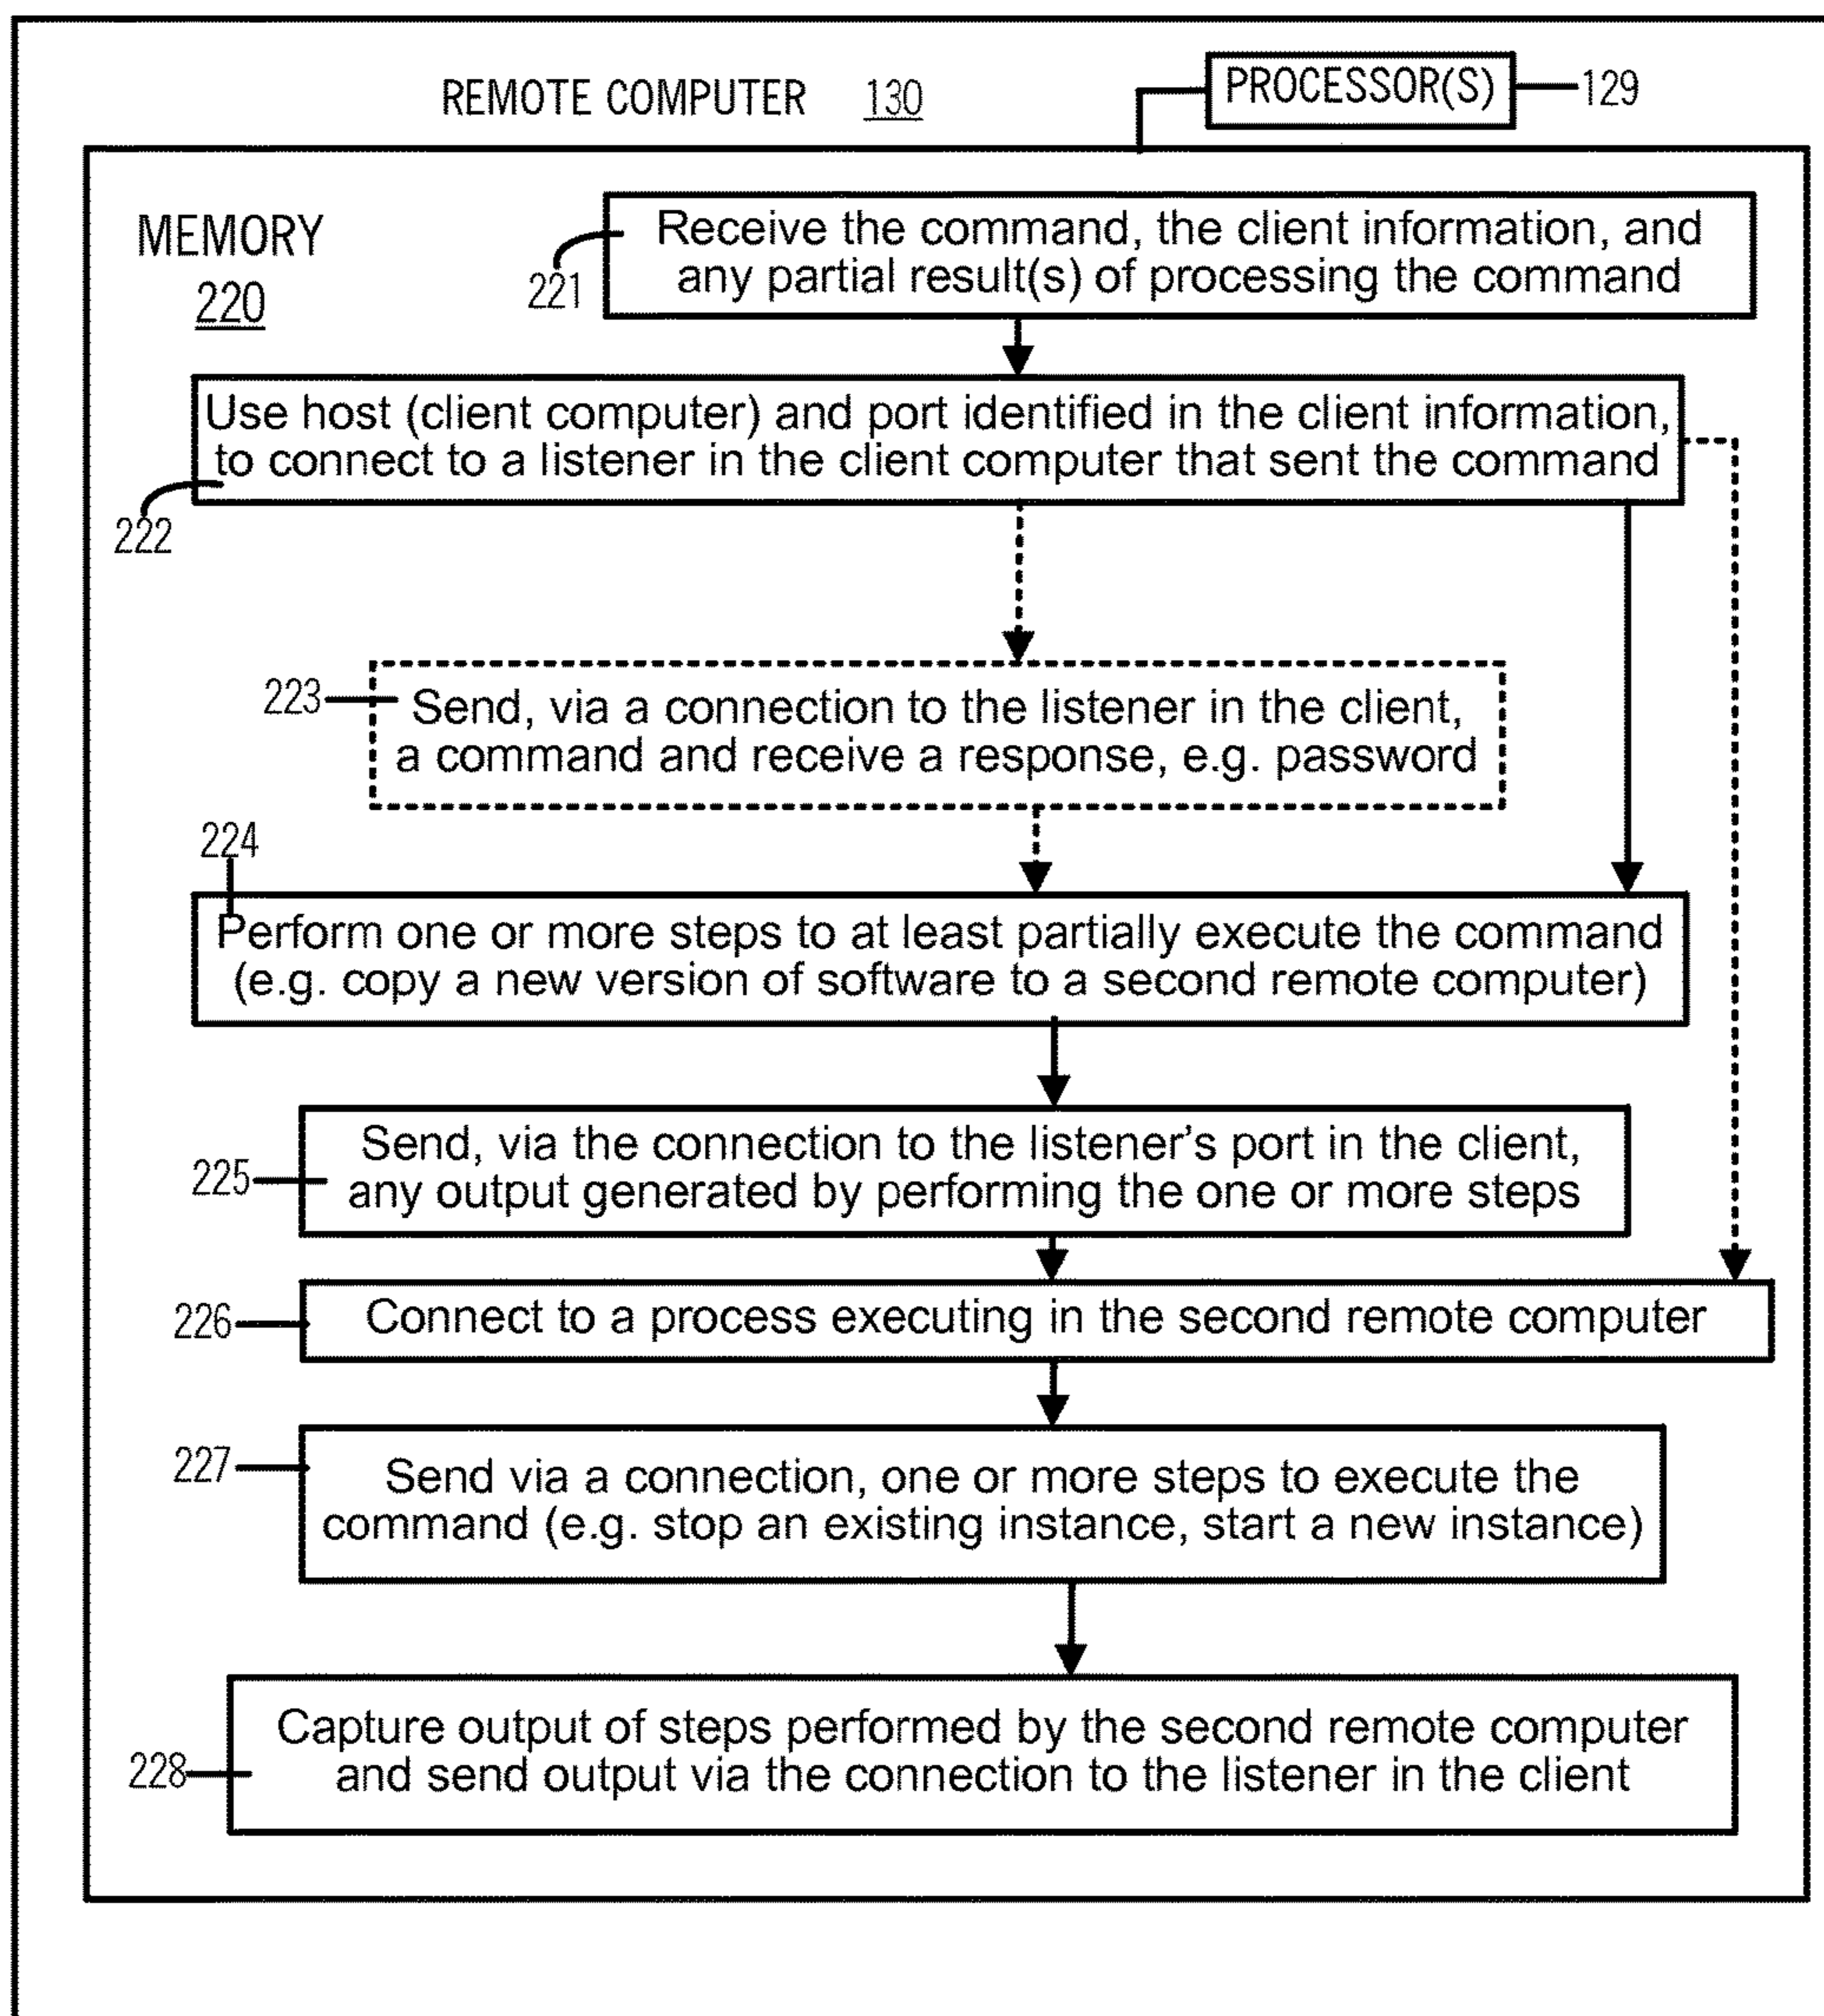 REMOTE COMPUTER 130
PROCESSOR(S) 129
MEMORY
220
221
Receive the command, the client information, and
any partial result(s) of processing the command
222
Use host (client computer) and port identified in the client information,
to connect to a listener in the client computer that sent the command
223
Send, via a connection to the listener in the client,
a command and receive a response, e.g. password
224
Perform one or more steps to at least partially execute the command
(e.g. copy a new version of software to a second remote computer)
225
Send, via the connection to the listener's port in the client,
any output generated by performing the one or more steps
226
Connect to a process executing in the second remote computer
227
Send via a connection, one or more steps to execute the
command (e.g. stop an existing instance, start a new instance)
228
Capture output of steps performed by the second remote computer
and send output via the connection to the listener in the client